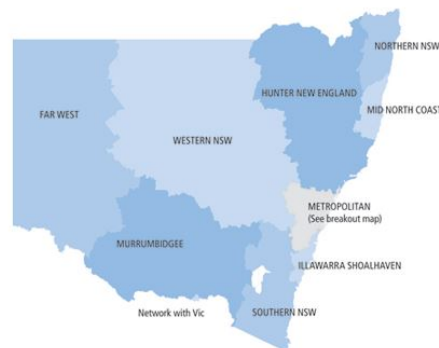 NORTHERN NSW
HUNTER NEW ENGLAND
MID NORTH COAST
FAR WEST
WESTERN NSW
METROPOLITAN
(See breakout map)
MURRUMBIDGEE
ILLAWARRA SHOALHAVEN
Network with Vic
SOUTHERN NSW